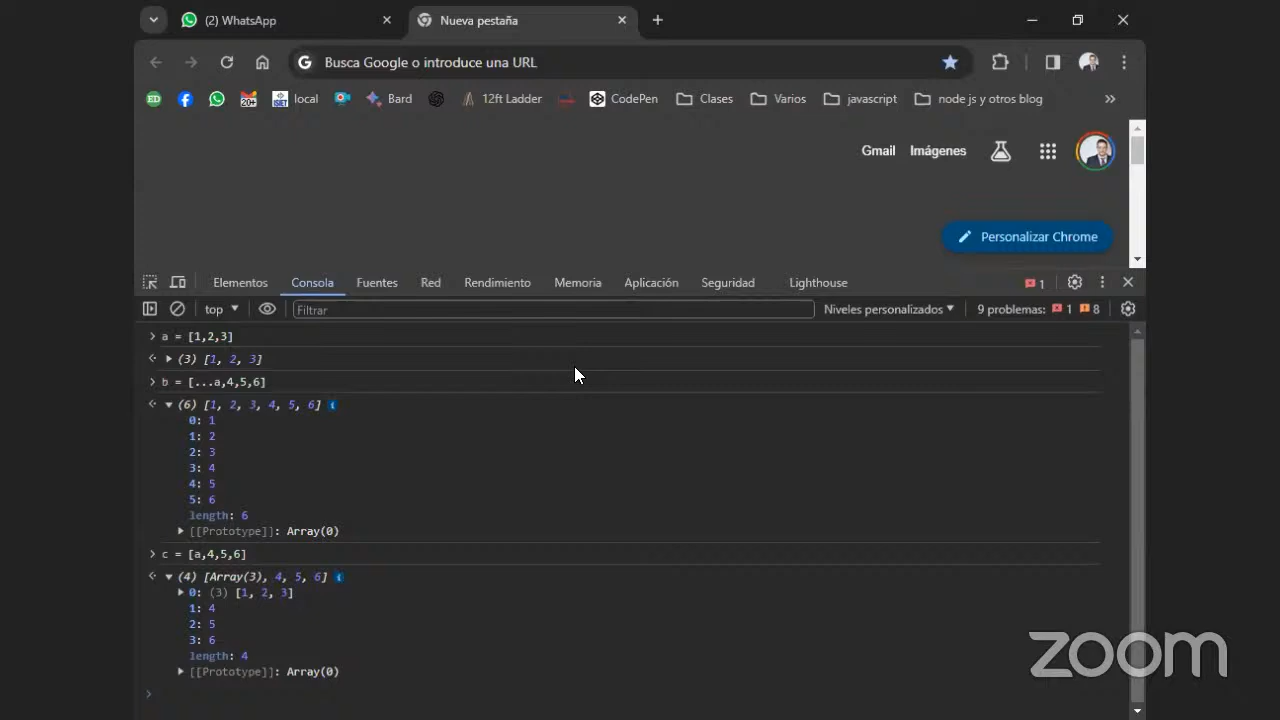 (2) WhatsApp
Nueva pestaña
Busca Google o introduce una URL
ED
20+
ISET local
Bard
12ft Ladder
CodePen
Clases
Varios
javascript
node js y otros blog
Gmail Imágenes
Personalizar Chrome
Elementos Consola Fuentes Red Rendimiento Memoria Aplicación Seguridad Lighthouse 1
top Filtrar Niveles personalizados 9 problemas: 1 8
a = [1,2,3]
(3) [1, 2, 3]
b = [...a,4,5,6]
(6) [1, 2, 3, 4, 5, 6]
0: 1
1: 2
2: 3
3: 4
4: 5
5: 6
length: 6
[[Prototype]]: Array(0)
c = [a,4,5,6]
(4) [Array(3), 4, 5, 6]
0: (3) [1, 2, 3]
1: 4
2: 5
3: 6
length: 4
[[Prototype]]: Array(0)
zoom